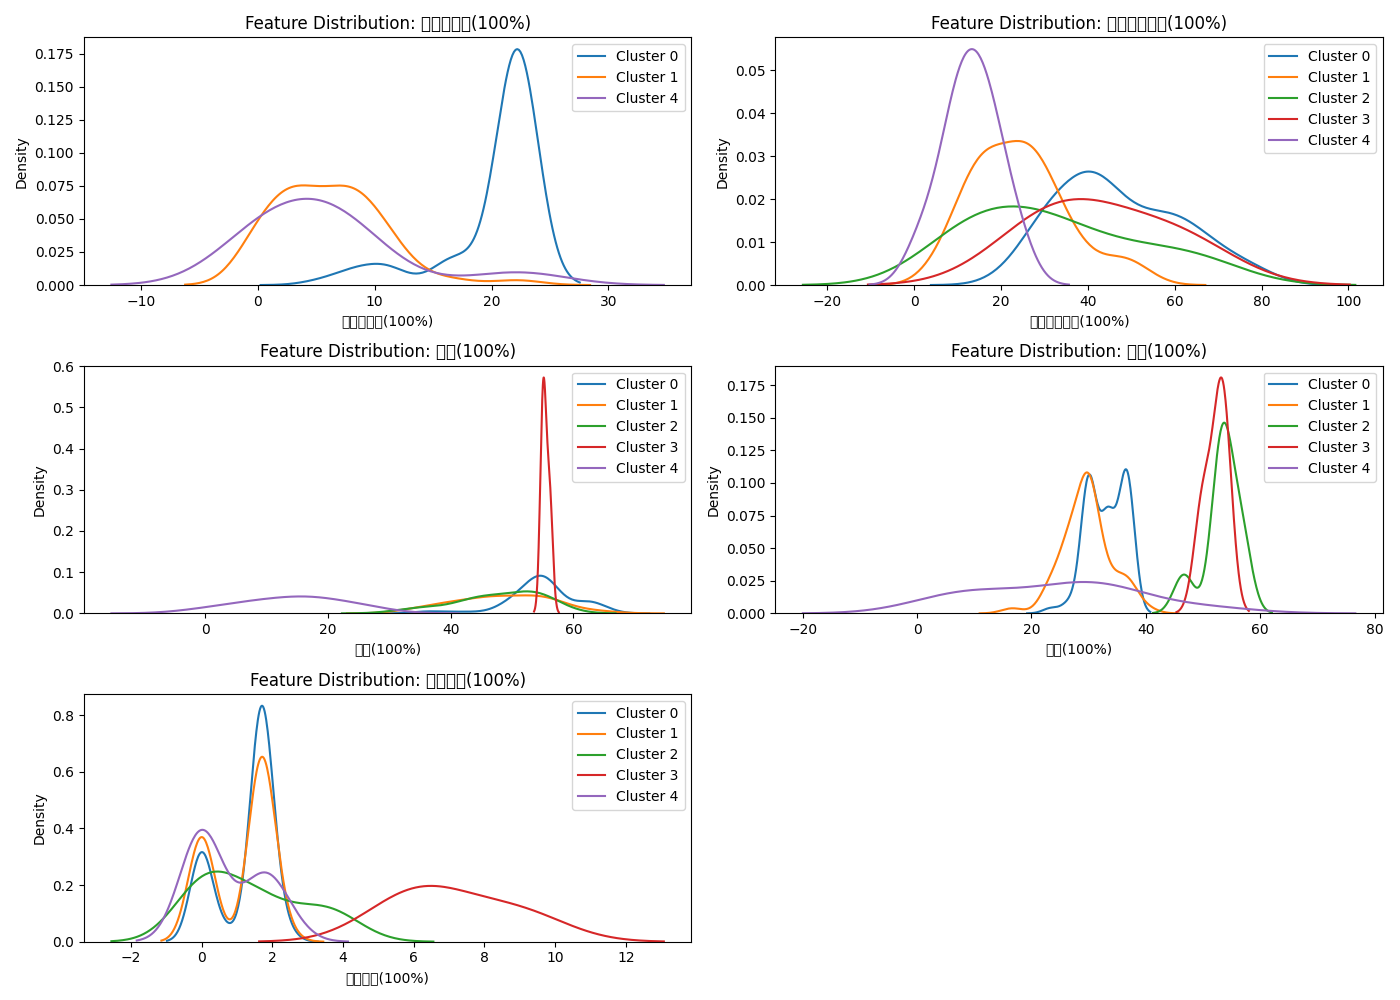 Feature Distribution: (100%)
0.175
0.150
0.125
0.100
0.075
0.050
0.025
0.000
Density
Cluster 0
Cluster 1
Cluster 4
−10 0 10 20 30
(100%)
Feature Distribution: (100%)
0.05
0.04
0.03
0.02
0.01
0.00
Density
Cluster 0
Cluster 1
Cluster 2
Cluster 3
Cluster 4
−20 0 20 40 60 80 100
(100%)
Feature Distribution: (100%)
0.6
0.5
0.4
0.3
0.2
0.1
0.0
Density
Cluster 0
Cluster 1
Cluster 2
Cluster 3
Cluster 4
0 20 40 60
(100%)
Feature Distribution: (100%)
0.175
0.150
0.125
0.100
0.075
0.050
0.025
0.000
Density
Cluster 0
Cluster 1
Cluster 2
Cluster 3
Cluster 4
−20 0 20 40 60 80
(100%)
Feature Distribution: (100%)
0.8
0.6
0.4
0.2
0.0
Density
Cluster 0
Cluster 1
Cluster 2
Cluster 3
Cluster 4
−2 0 2 4 6 8 10 12
(100%)